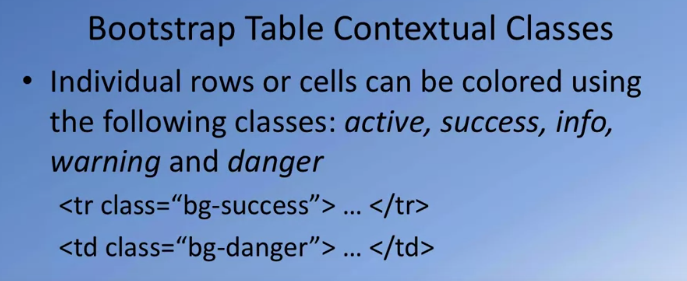 Bootstrap Table Contextual Classes
• Individual rows or cells can be colored using
the following classes: active, success, info,
warning and danger
<tr class=“bg-success”> ... </tr>
<td class=“bg-danger”> ... </td>